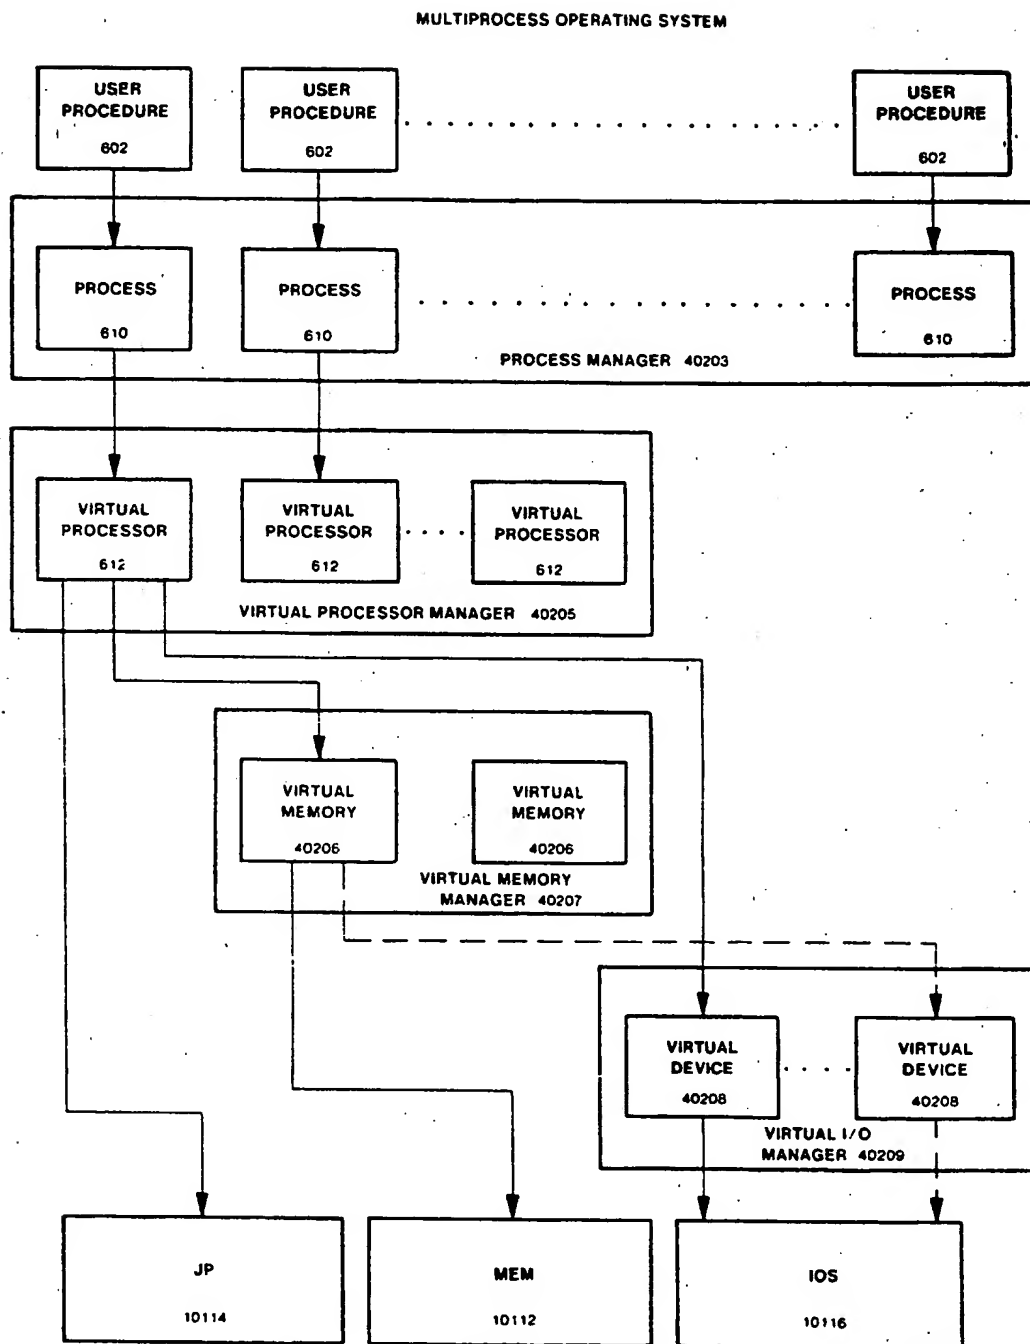 MULTIPROCESS OPERATING SYSTEM
USER
PROCEDURE
602
USER
PROCEDURE
602
USER
PROCEDURE
602
PROCESS
610
PROCESS
610
PROCESS
610
PROCESS MANAGER 40203
VIRTUAL
PROCESSOR
612
VIRTUAL
PROCESSOR
612
VIRTUAL
PROCESSOR
612
VIRTUAL PROCESSOR MANAGER 40205
VIRTUAL
MEMORY
40206
VIRTUAL
MEMORY
40206
VIRTUAL MEMORY
MANAGER 40207
VIRTUAL
DEVICE
40208
VIRTUAL
DEVICE
40208
VIRTUAL I/O
MANAGER 40209
JP
10114
MEM
10112
IOS
10116